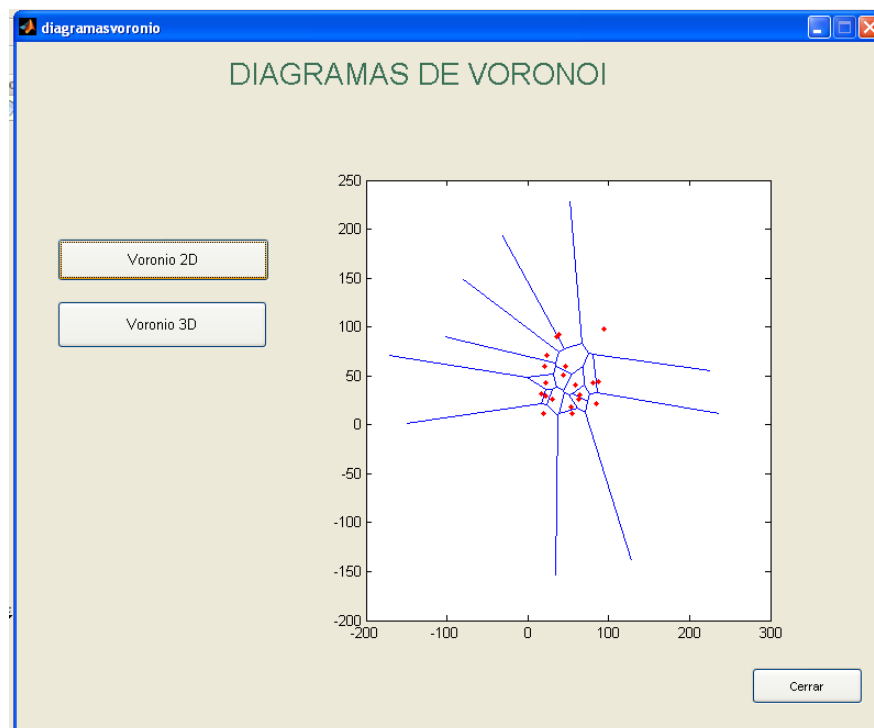 diagramasvoronio
DIAGRAMAS DE VORONOI
Voronio 2D
Voronio 3D
250
200
150
100
50
0
-50
-100
-150
-200
-200 -100 0 100 200 300
Cerrar